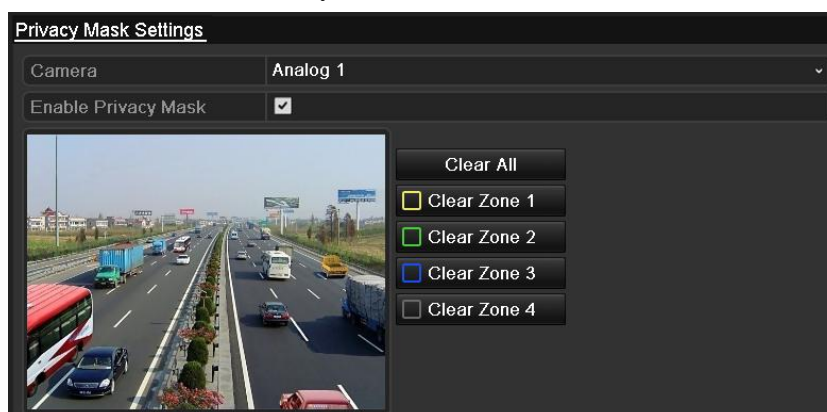 Privacy Mask Settings
Camera Analog 1
Enable Privacy Mask
Clear All
Clear Zone 1
Clear Zone 2
Clear Zone 3
Clear Zone 4